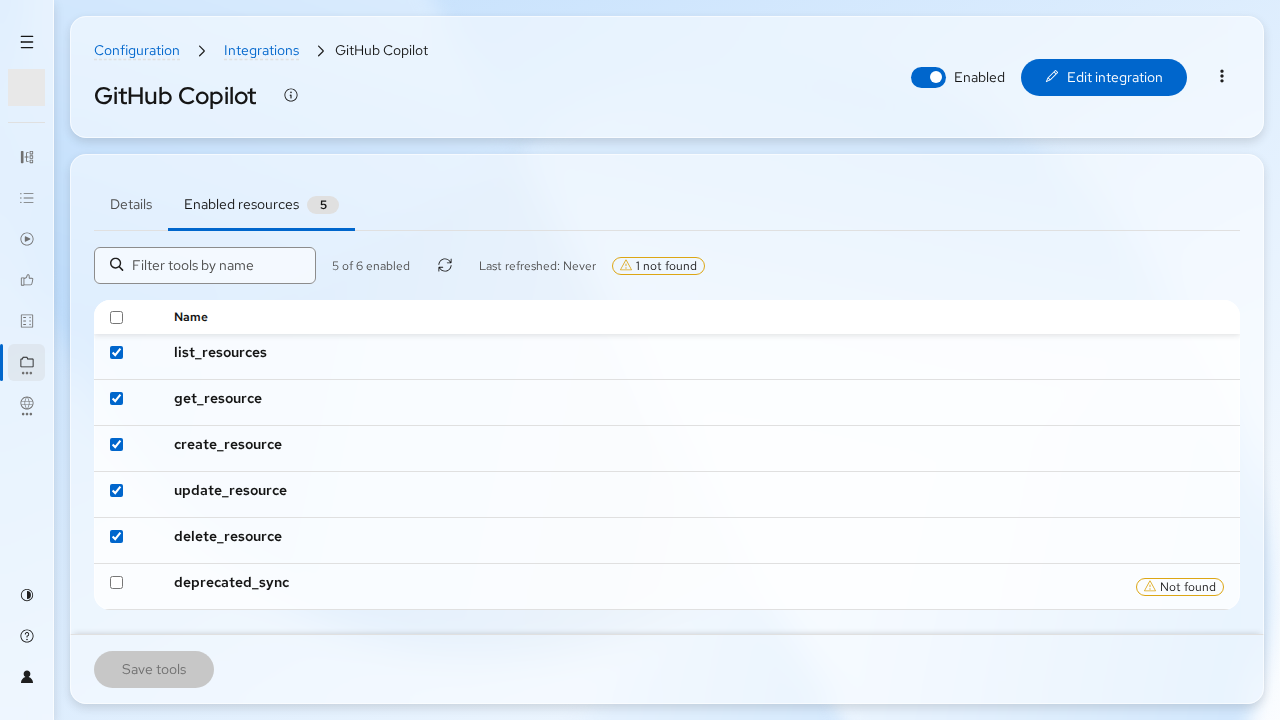 Configuration
Integrations
GitHub Copilot
GitHub Copilot
Enabled
Edit integration
Details
Enabled resources 5
Filter tools by name
5 of 6 enabled
Last refreshed: Never
1 not found
Name
list_resources
get_resource
create_resource
update_resource
delete_resource
deprecated_sync
Not found
Save tools